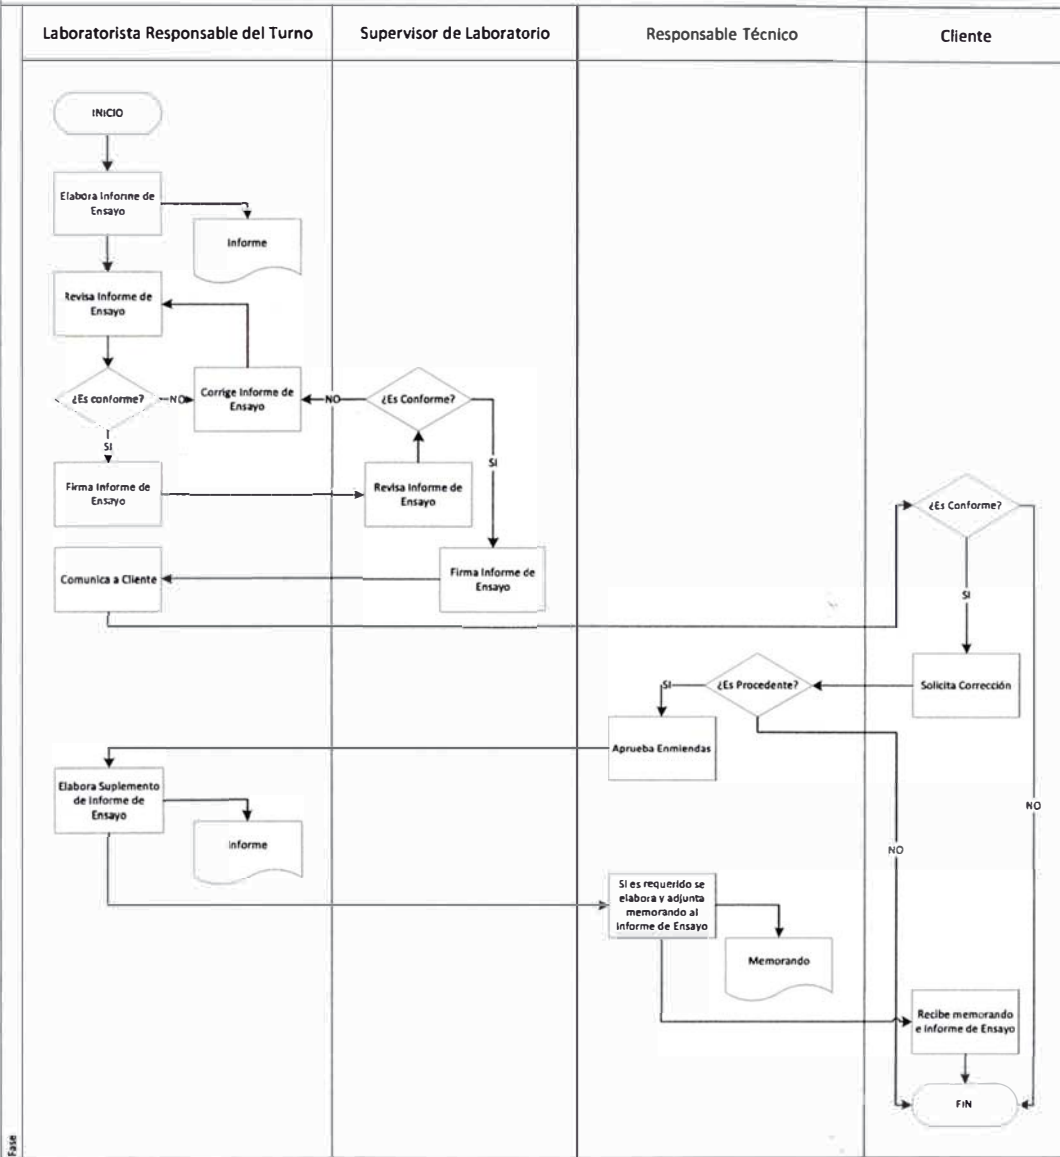 Laboratorista Responsable del Turno
Supervisor de Laboratorio
Responsable Técnico
Cliente
INICIO
Elabora Informe de
Ensayo
Informe
Revisa Informe de
Ensayo
¿Es conforme?
NO
Corrige Informe de
Ensayo
NO
¿Es Conforme?
SI
SI
Firma Informe de
Ensayo
Revisa Informe de
Ensayo
¿Es Conforme?
Comunica a Cliente
Firma Informe de
Ensayo
SI
¿Es Procedente?
SI
Solicita Corrección
Aprueba Enmiendas
Elabora Suplemento
de Informe de
Ensayo
Informe
NO
NO
Si es requerido se
elabora y adjunta
memorando al
Informe de Ensayo
Memorando
Recibe memorando
e Informe de Ensayo
FIN
Fase